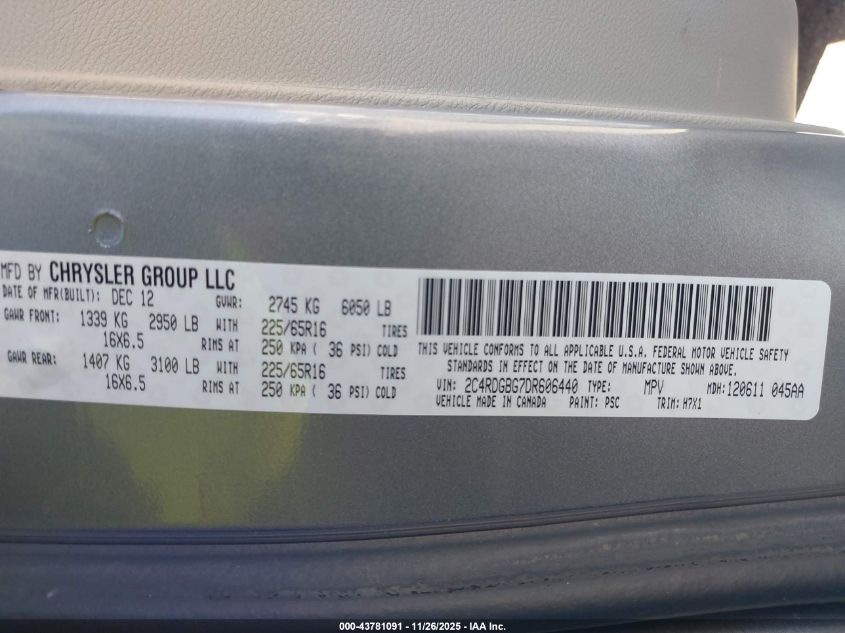 MFD BY CHRYSLER GROUP LLC
DATE OF MFR(BUILT): DEC 12 GVWR: 2745 KG 6050 LB
GAWR FRONT: 1339 KG 2950 LB WITH 225/65R16 TIRES
16X6.5 RIMS AT 250 KPA ( 36 PSI) COLD
GAWR REAR: 1407 KG 3100 LB WITH 225/65R16 TIRES
16X6.5 RIMS AT 250 KPA ( 36 PSI) COLD
THIS VEHICLE CONFORMS TO ALL APPLICABLE U.S.A. FEDERAL MOTOR VEHICLE SAFETY
STANDARDS IN EFFECT ON THE DATE OF MANUFACTURE SHOWN ABOVE.
VIN: 2C4RDGBG7DR606440 TYPE: MPV MDH: 120611 045AA
VEHICLE MADE IN CANADA PAINT: PSC TRIM: H7X1
000-43781091 - 11/26/2025 - IAA Inc.